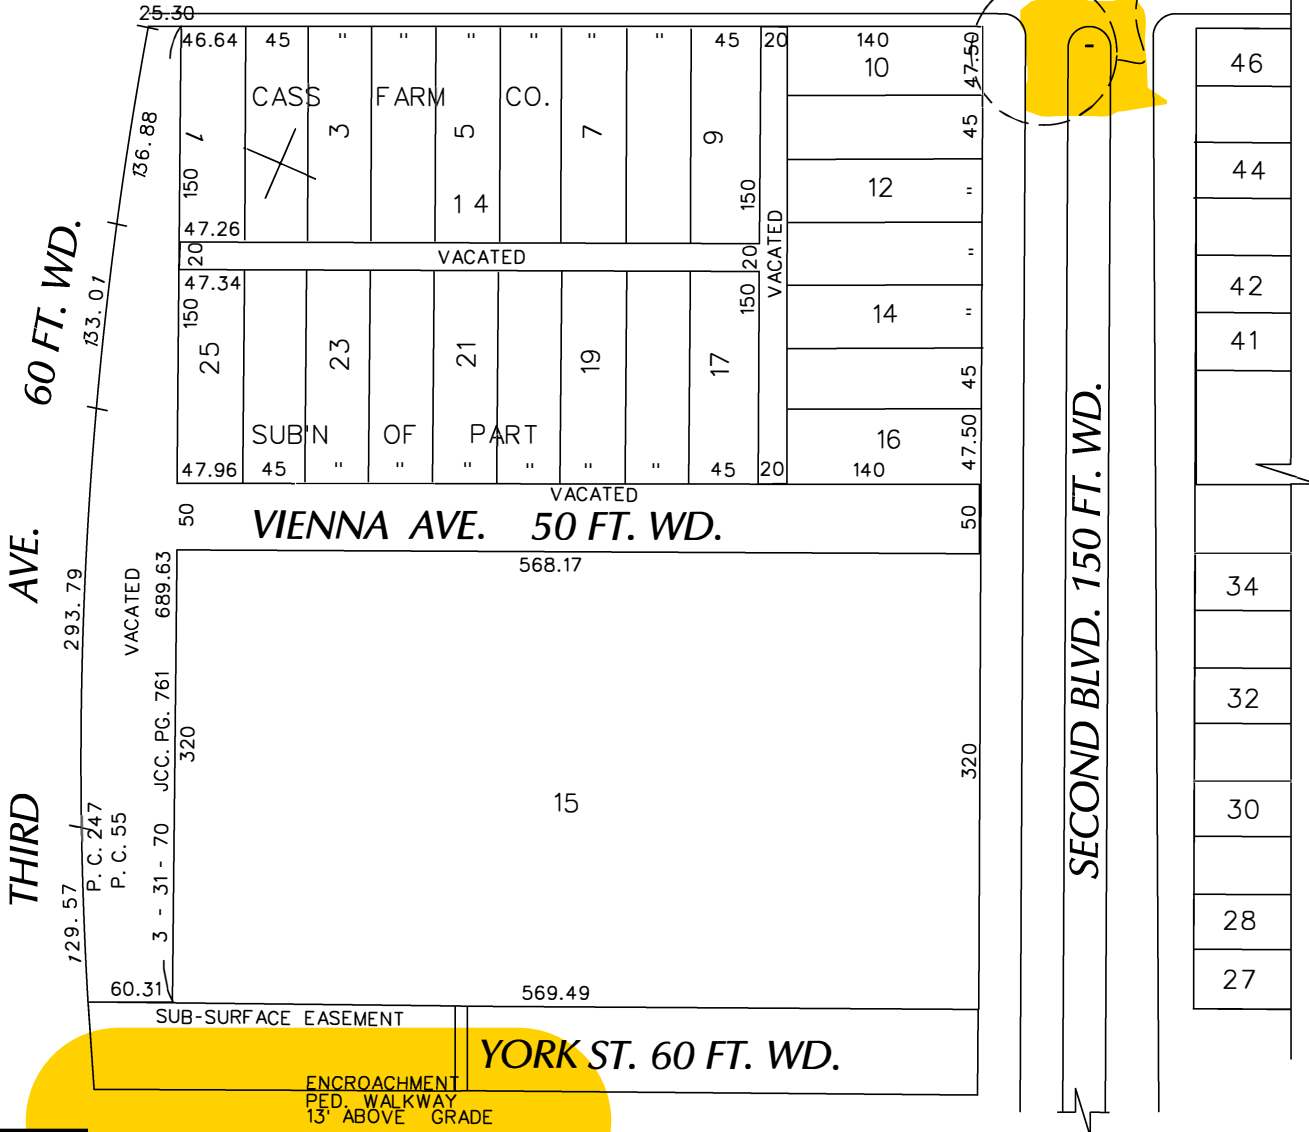 25.30
46.64 45 " " " " " " 45 20 140 47.50
10 46
CASS FARM CO.
136.88 1 3 5 7 9 45
150 14 150 12 " 44
47.26
60 FT. WD. 20 VACATED 20 VACATED " 42
47.34
133.01 150 150 14 " 41
25 23 21 19 17 45
SUB'N OF PART 16 47.50
47.96 45 " " " " " " 45 20 140
VACATED
50 VIENNA AVE. 50 FT. WD. 50
568.17
AVE. 293.79 VACATED 689.63 34
SECOND BLVD. 150 FT. WD.
JCC. PG. 761 32
320 320
15
THIRD P.C. 247 30
P.C. 55
129.57 3 - 31 - 70 28
27
60.31 569.49
SUB-SURFACE EASEMENT
YORK ST. 60 FT. WD.
ENCROACHMENT
PED. WALKWAY
13' ABOVE GRADE